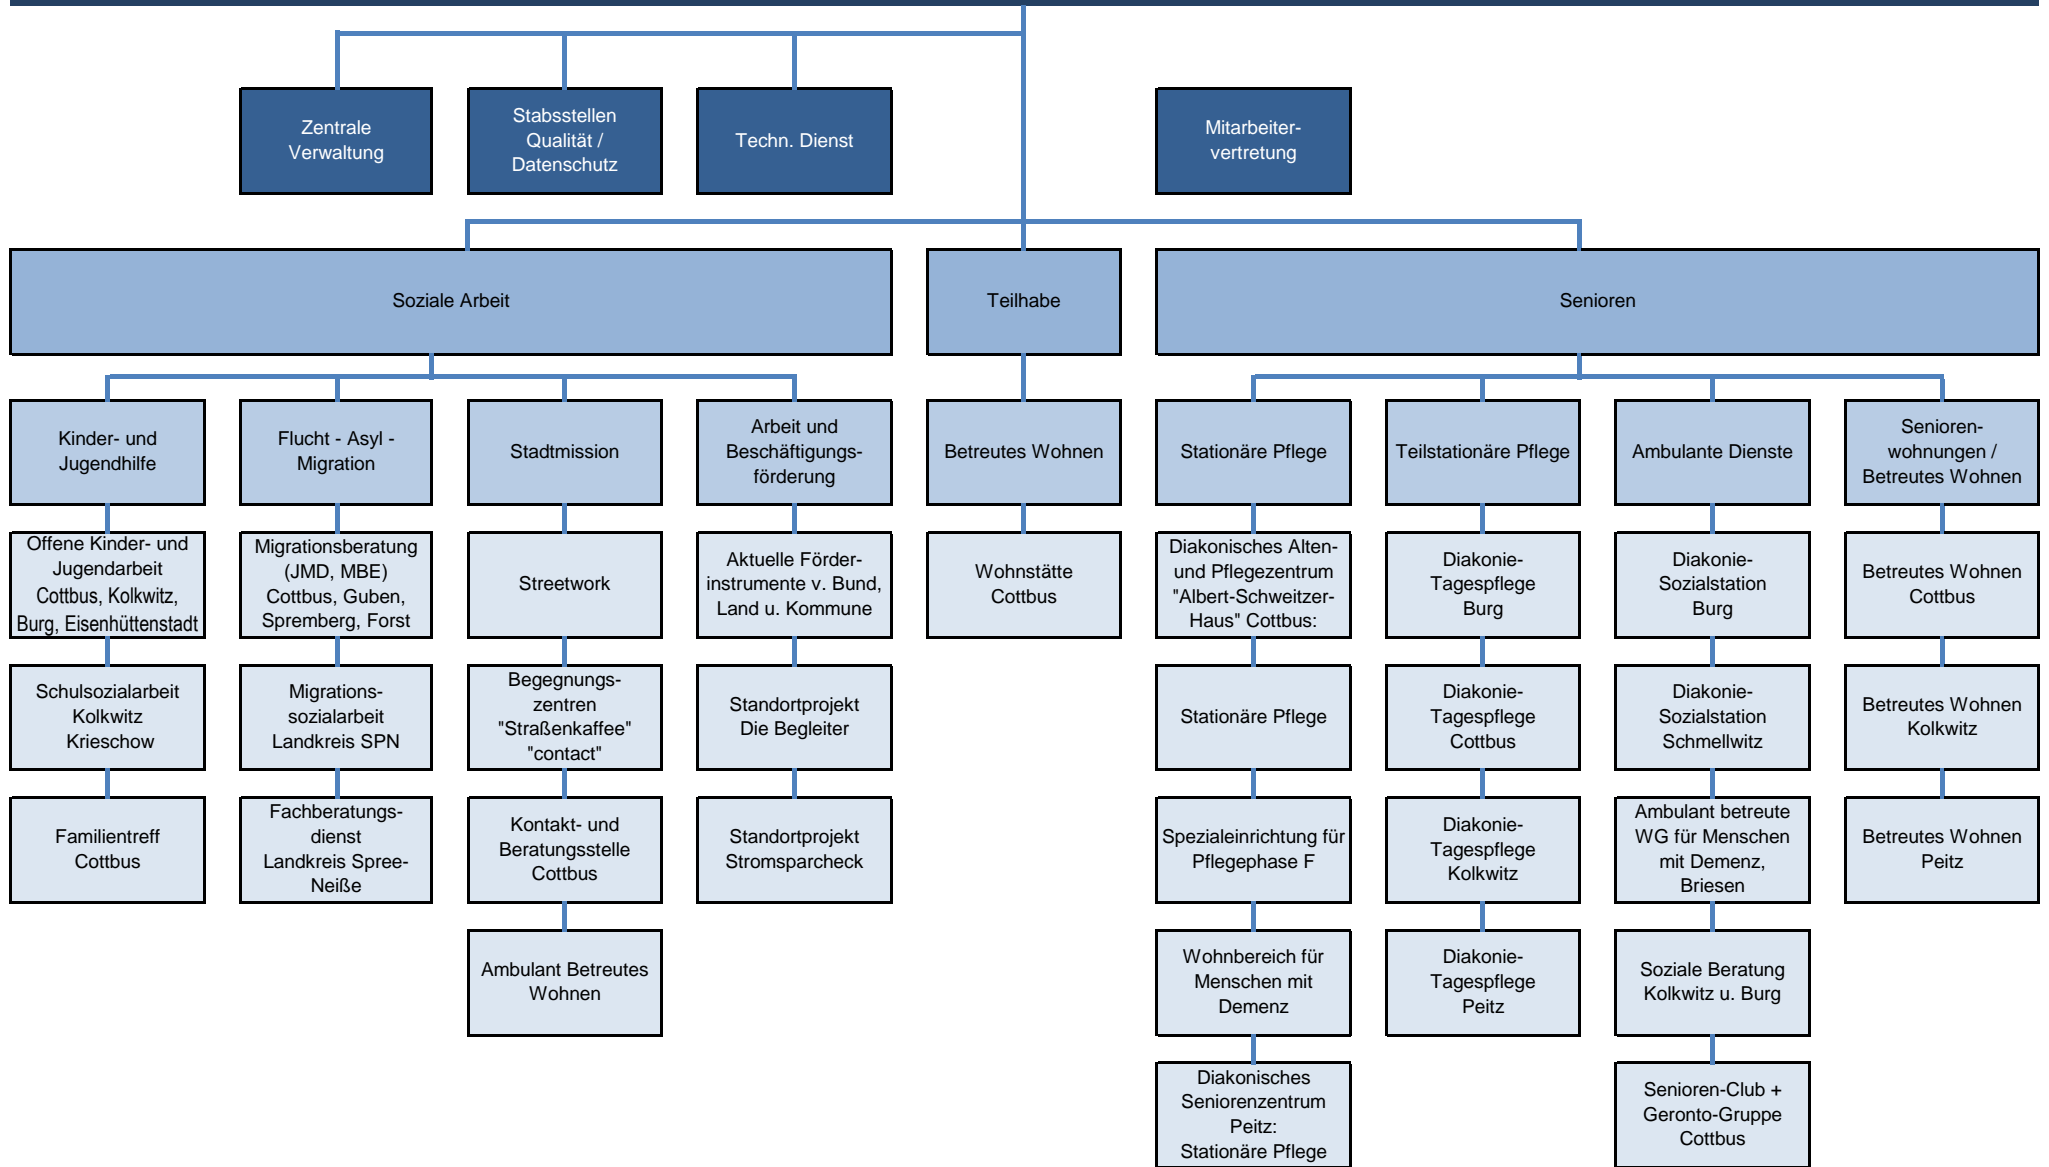 Zentrale
Verwaltung
Stabsstellen
Qualität /
Datenschutz
Techn. Dienst
Mitarbeiter-
vertretung
Soziale Arbeit
Teilhabe
Senioren
Kinder- und
Jugendhilfe
Flucht - Asyl -
Migration
Stadtmission
Arbeit und
Beschäftigungs-
förderung
Betreutes Wohnen
Stationäre Pflege
Teilstationäre Pflege
Ambulante Dienste
Senioren-
wohnungen /
Betreutes Wohnen
Offene Kinder- und
Jugendarbeit
Cottbus, Kolkwitz,
Burg, Eisenhüttenstadt
Migrationsberatung
(JMD, MBE)
Cottbus, Guben,
Spremberg, Forst
Streetwork
Aktuelle Förder-
instrumente v. Bund,
Land u. Kommune
Wohnstätte
Cottbus
Diakonisches Alten-
und Pflegezentrum
"Albert-Schweitzer-
Haus" Cottbus:
Diakonie-
Tagespflege
Burg
Diakonie-
Sozialstation
Burg
Betreutes Wohnen
Cottbus
Schulsozialarbeit
Kolkwitz
Krieschow
Migrations-
sozialarbeit
Landkreis SPN
Begegnungs-
zentren
"Straßenkaffee"
"contact"
Standortprojekt
Die Begleiter
Stationäre Pflege
Diakonie-
Tagespflege
Cottbus
Diakonie-
Sozialstation
Schmellwitz
Betreutes Wohnen
Kolkwitz
Familientreff
Cottbus
Fachberatungs-
dienst
Landkreis Spree-
Neiße
Kontakt- und
Beratungsstelle
Cottbus
Standortprojekt
Stromsparcheck
Spezialeinrichtung für
Pflegephase F
Diakonie-
Tagespflege
Kolkwitz
Ambulant betreute
WG für Menschen
mit Demenz,
Briesen
Betreutes Wohnen
Peitz
Ambulant Betreutes
Wohnen
Wohnbereich für
Menschen mit
Demenz
Diakonie-
Tagespflege
Peitz
Soziale Beratung
Kolkwitz u. Burg
Diakonisches
Seniorenzentrum
Peitz:
Stationäre Pflege
Senioren-Club +
Geronto-Gruppe
Cottbus